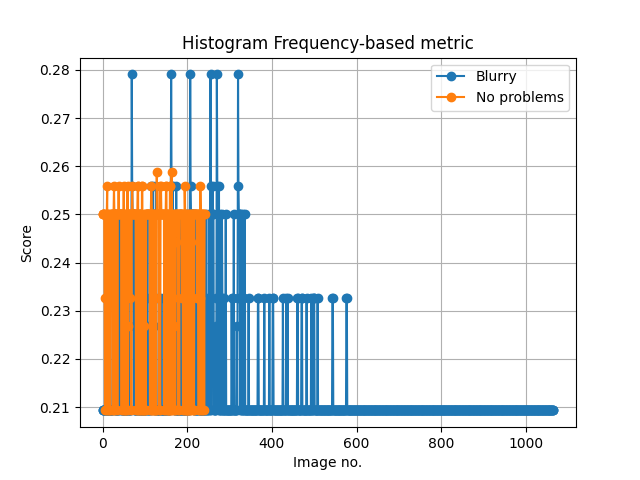 Histogram Frequency-based metric
Blurry
No problems
0.28
0.27
0.26
0.25
0.24
0.23
0.22
0.21
Score
0 200 400 600 800 1000
Image no.